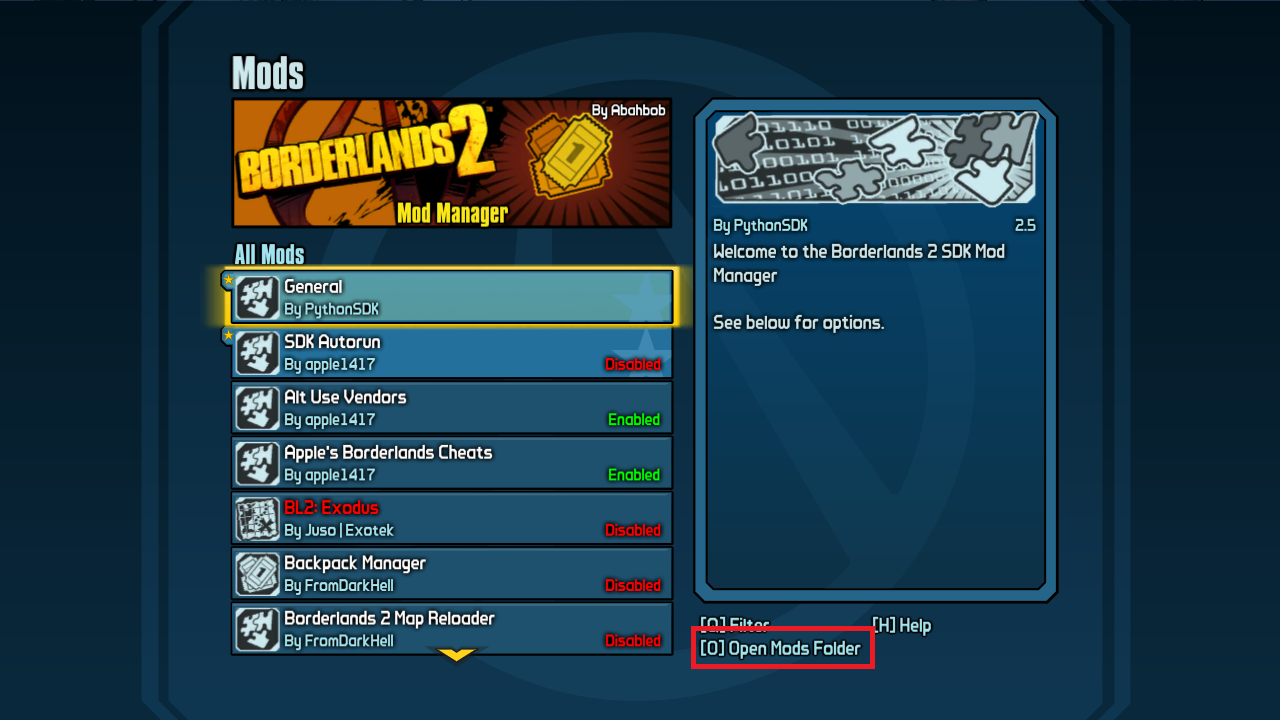 Mods
By Abahbob
BORDERLANDS 2
Mod Manager
All Mods
General
By PythonSDK
SDK Autorun
By apple1417
Disabled
Alt Use Vendors
By apple1417
Enabled
Apple's Borderlands Cheats
By apple1417
Enabled
BL2: Exodus
By Juso | Exotek
Disabled
Backpack Manager
By FromDarkHell
Disabled
Borderlands 2 Map Reloader
By FromDarkHell
Disabled
By PythonSDK
2.5
Welcome to the Borderlands 2 SDK Mod
Manager
See below for options.
[Q] Filter
[H] Help
[O] Open Mods Folder